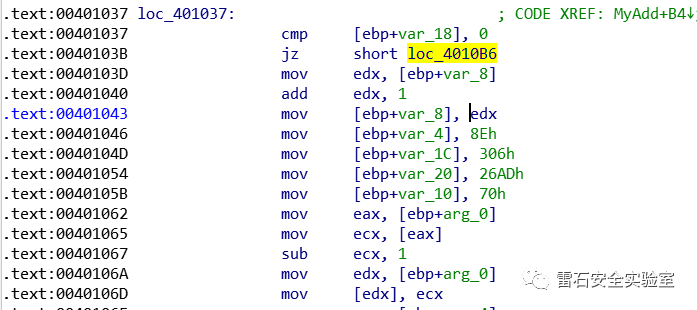 .text:00401037 loc_401037: ; CODE XREF: MyAdd+B4↓
.text:00401037 cmp [ebp+var_18], 0
.text:0040103B jz short loc_4010B6
.text:0040103D mov edx, [ebp+var_8]
.text:00401040 add edx, 1
.text:00401043 mov [ebp+var_8], edx
.text:00401046 mov [ebp+var_4], 8Eh
.text:0040104D mov [ebp+var_1C], 306h
.text:00401054 mov [ebp+var_20], 26ADh
.text:0040105B mov [ebp+var_10], 70h
.text:00401062 mov eax, [ebp+arg_0]
.text:00401065 mov ecx, [eax]
.text:00401067 sub ecx, 1
.text:0040106A mov edx, [ebp+arg_0]
雷石安全实验室
.text:0040106D mov [edx], ecx